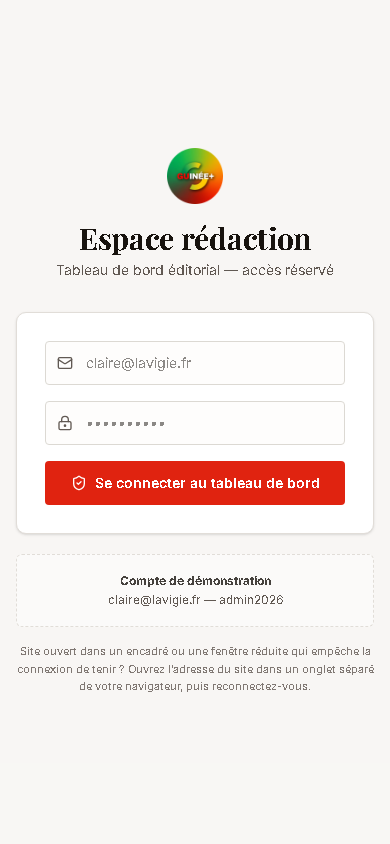 GUINÉE+
Espace rédaction
Tableau de bord éditorial — accès réservé
claire@lavigie.fr
••••••••••
Se connecter au tableau de bord
Compte de démonstration
claire@lavigie.fr — admin2026
Site ouvert dans un encadré ou une fenêtre réduite qui empêche la
connexion de tenir ? Ouvrez l'adresse du site dans un onglet séparé
de votre navigateur, puis reconnectez-vous.